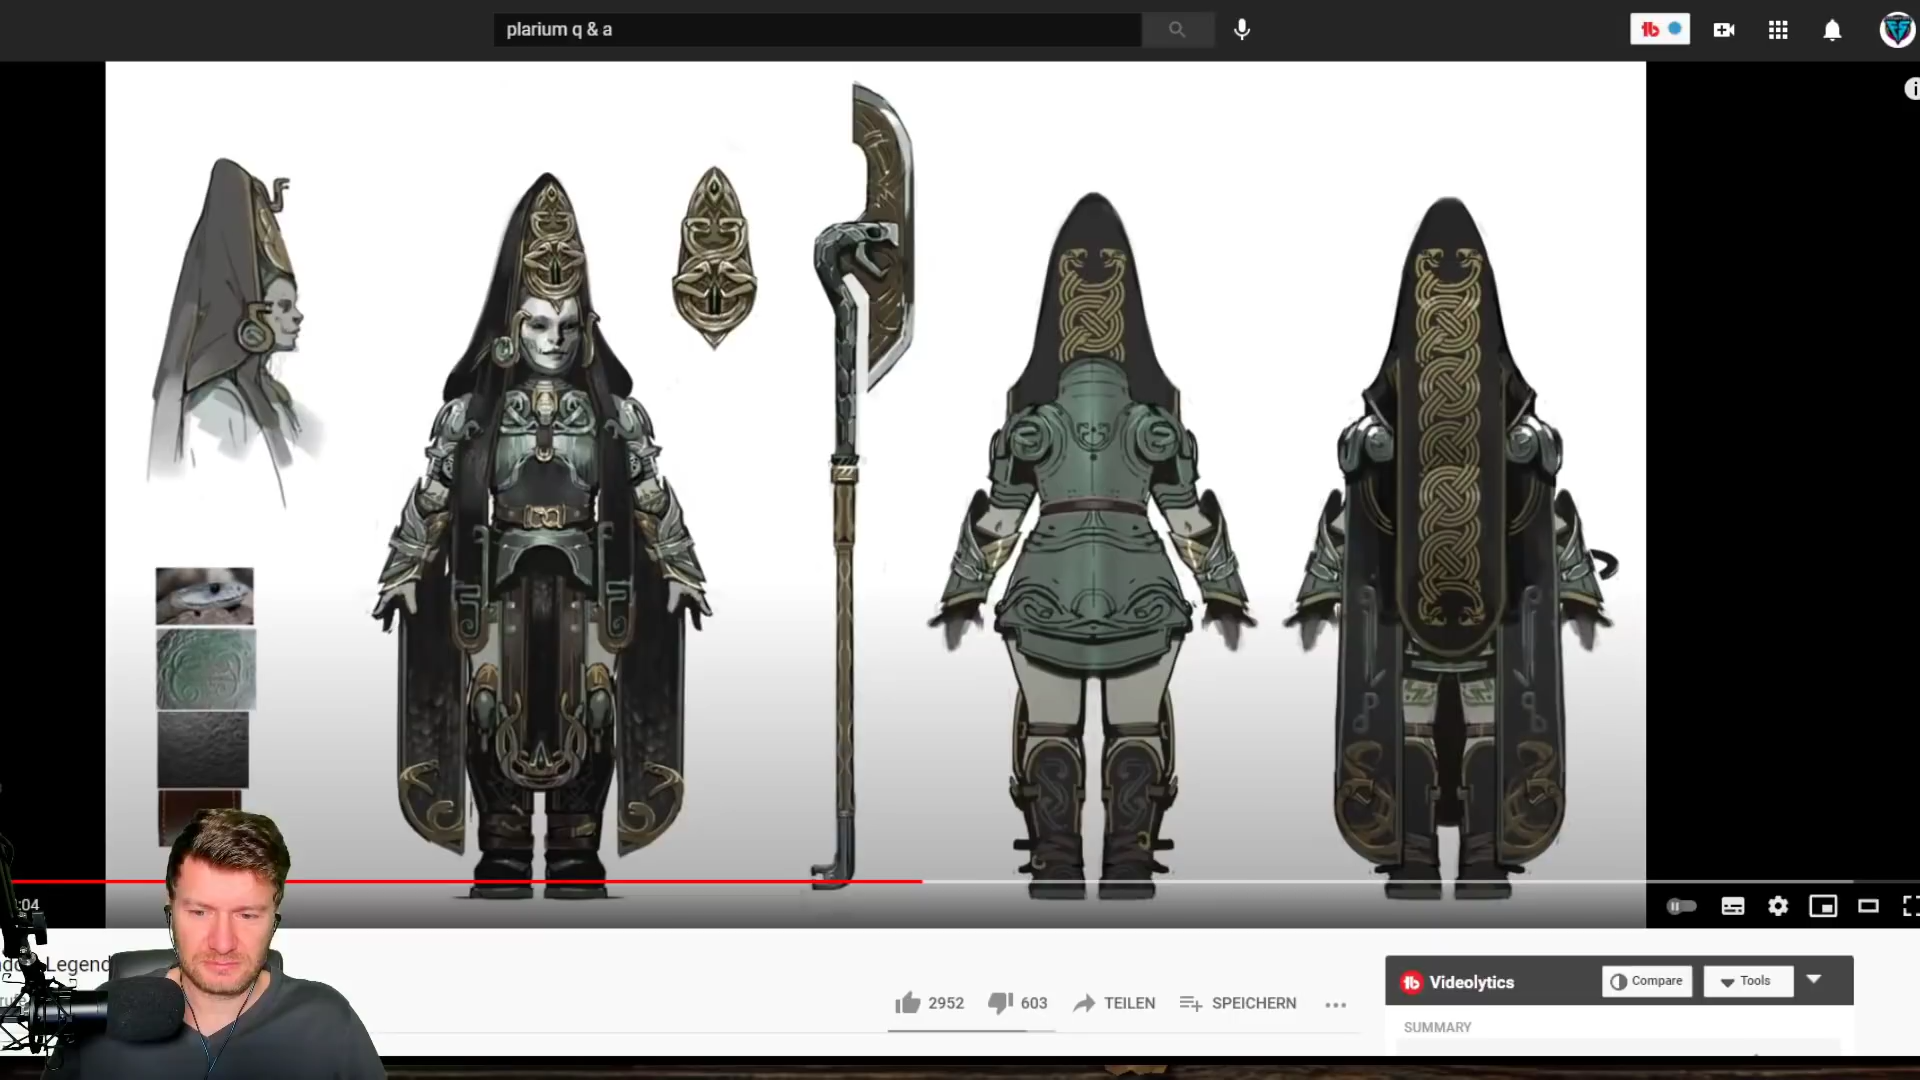 plarium q & a
:04
Legend
2952
603
TEILEN
SPEICHERN
Videolytics
Compare
Tools
SUMMARY